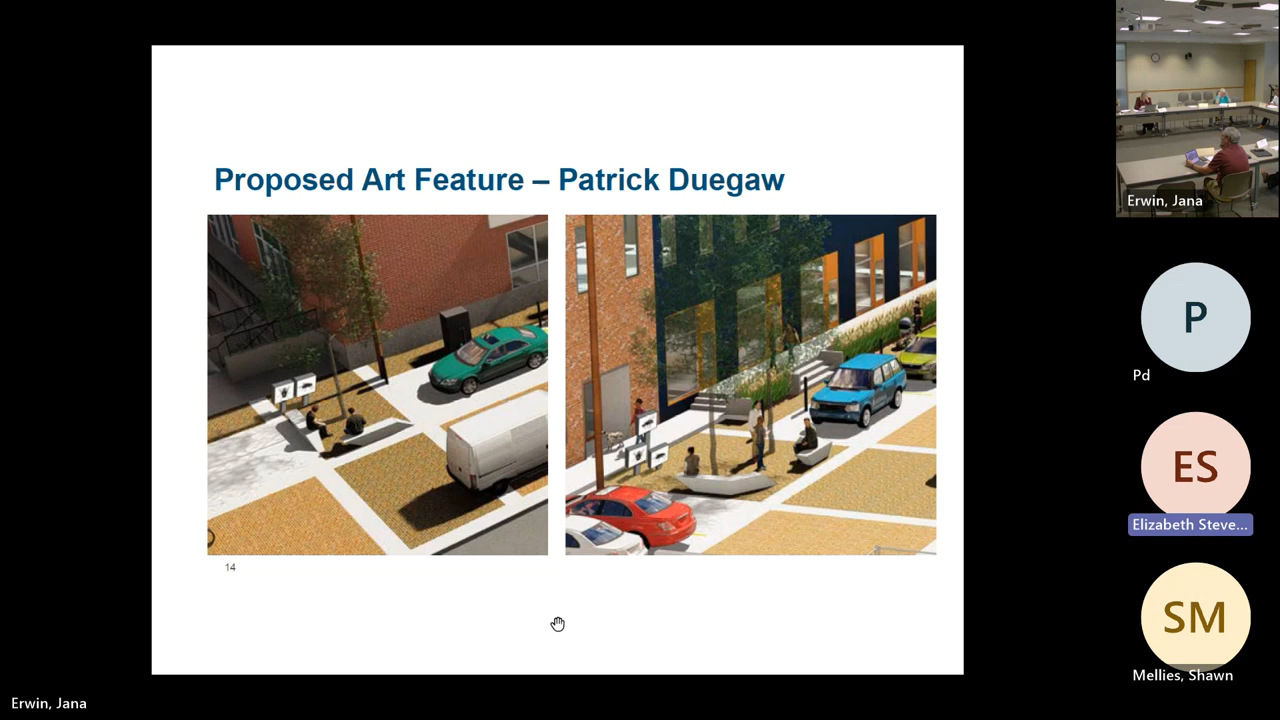 Proposed Art Feature – Patrick Duegaw
14
Erwin, Jana
P
Pd
ES
Elizabeth Steve...
SM
Mellies, Shawn
Erwin, Jana